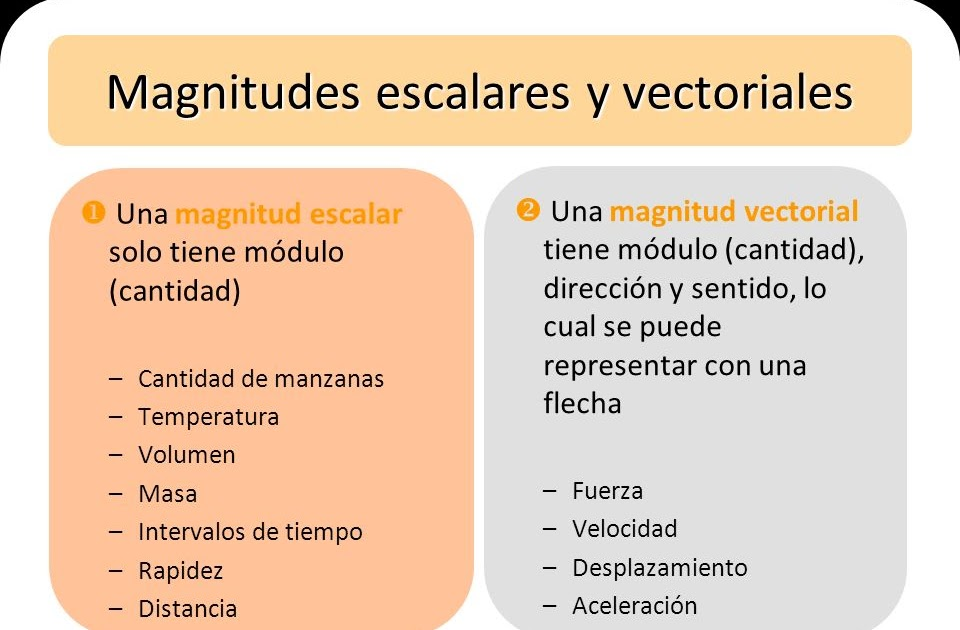 Magnitudes escalares y vectoriales
❶ Una magnitud escalar
solo tiene módulo
(cantidad)
– Cantidad de manzanas
– Temperatura
– Volumen
– Masa
– Intervalos de tiempo
– Rapidez
– Distancia
❷ Una magnitud vectorial
tiene módulo (cantidad),
dirección y sentido, lo
cual se puede
representar con una
flecha
– Fuerza
– Velocidad
– Desplazamiento
– Aceleración